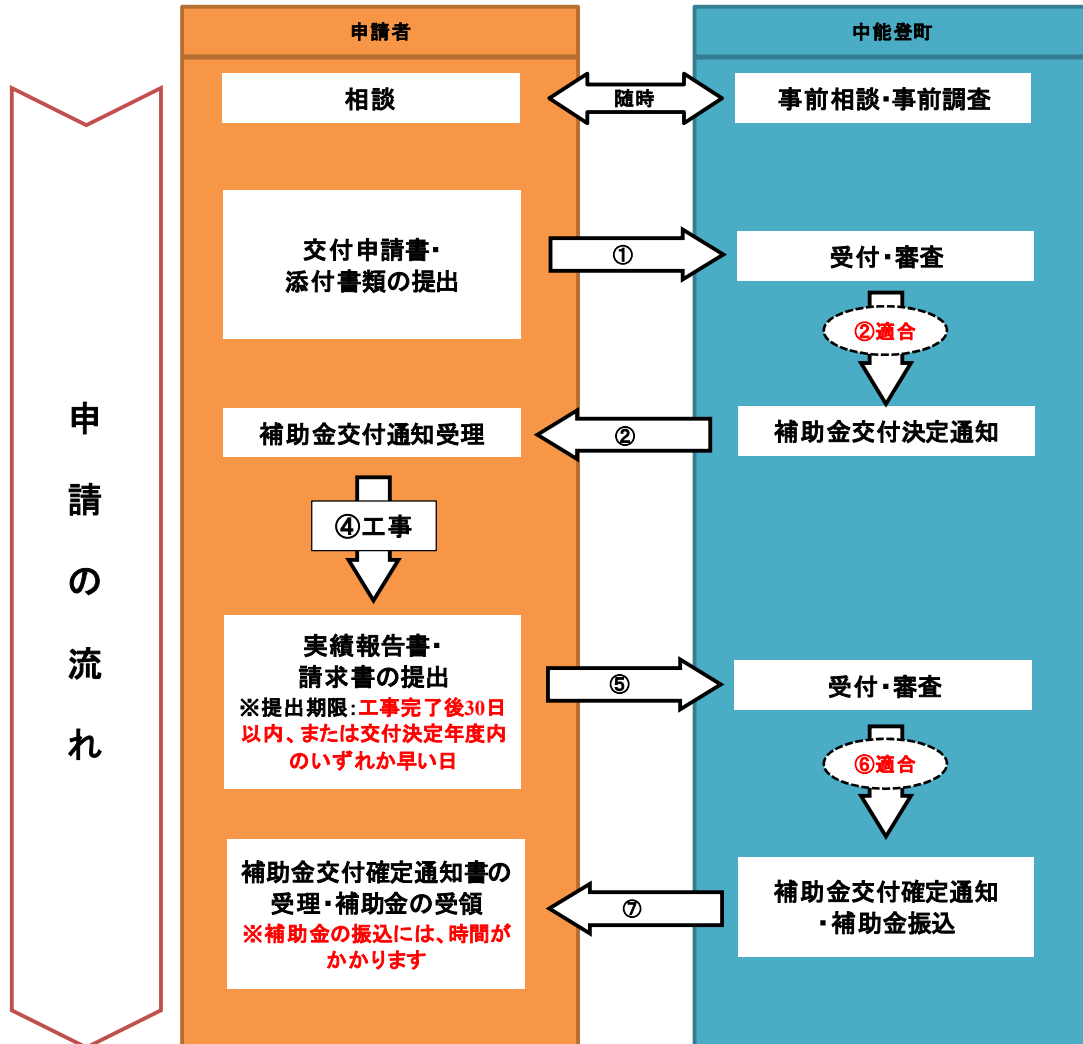 申請者
中能登町
申請の流れ
相談
随時
事前相談・事前調査
交付申請書・
添付書類の提出
①
受付・審査
②適合
補助金交付通知受理
②
補助金交付決定通知
④工事
実績報告書・
請求書の提出
※提出期限：工事完了後30日
以内、または交付決定年度内
のいずれか早い日
⑤
受付・審査
⑥適合
補助金交付確定通知書の
受理・補助金の受領
※補助金の振込には、時間が
かかります
⑦
補助金交付確定通知
・補助金振込